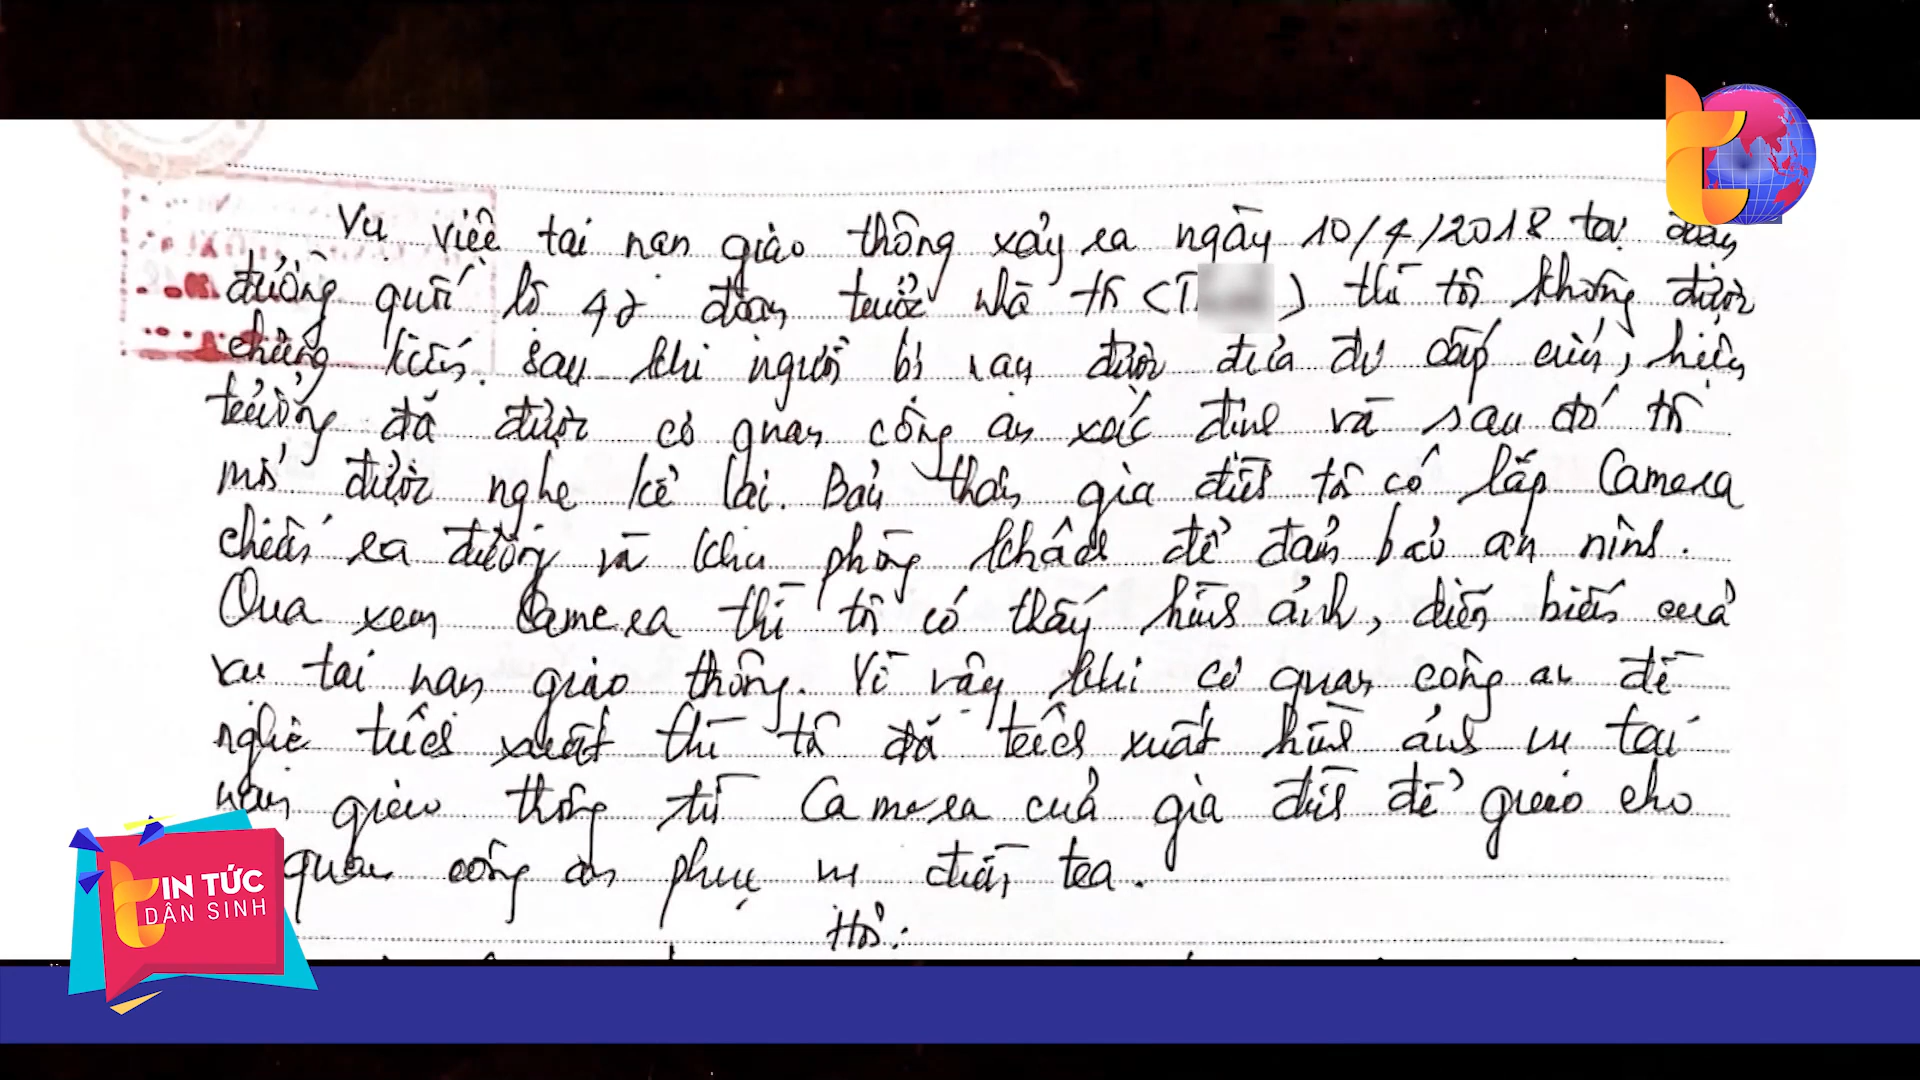 Vụ việc tai nạn giao thông xảy ra ngày 10/4/2018 tại đoạn
đường quốc lộ 42 đoạn trước nhà tôi (T ) thì tôi không được
chứng kiến. Sau khi người bị nạn được đưa đi cấp cứu, hiện
trường đã được cơ quan công an xác định và sau đó tôi
mới được nghe kể lại. Bản thân gia đình tôi có lắp Camera
chiếu ra đường và khu phòng khách để đảm bảo an ninh.
Qua xem Camera thì tôi có thấy hình ảnh, diễn biến của
vụ tai nạn giao thông. Vì vậy khi cơ quan công an đề
nghị trích xuất thì tôi đã trích xuất hình ảnh vụ tai
nạn giao thông từ Camera của gia đình để giao cho
quan công an phục vụ điều tra.
Hỏi:
TIN TỨC
DÂN SINH